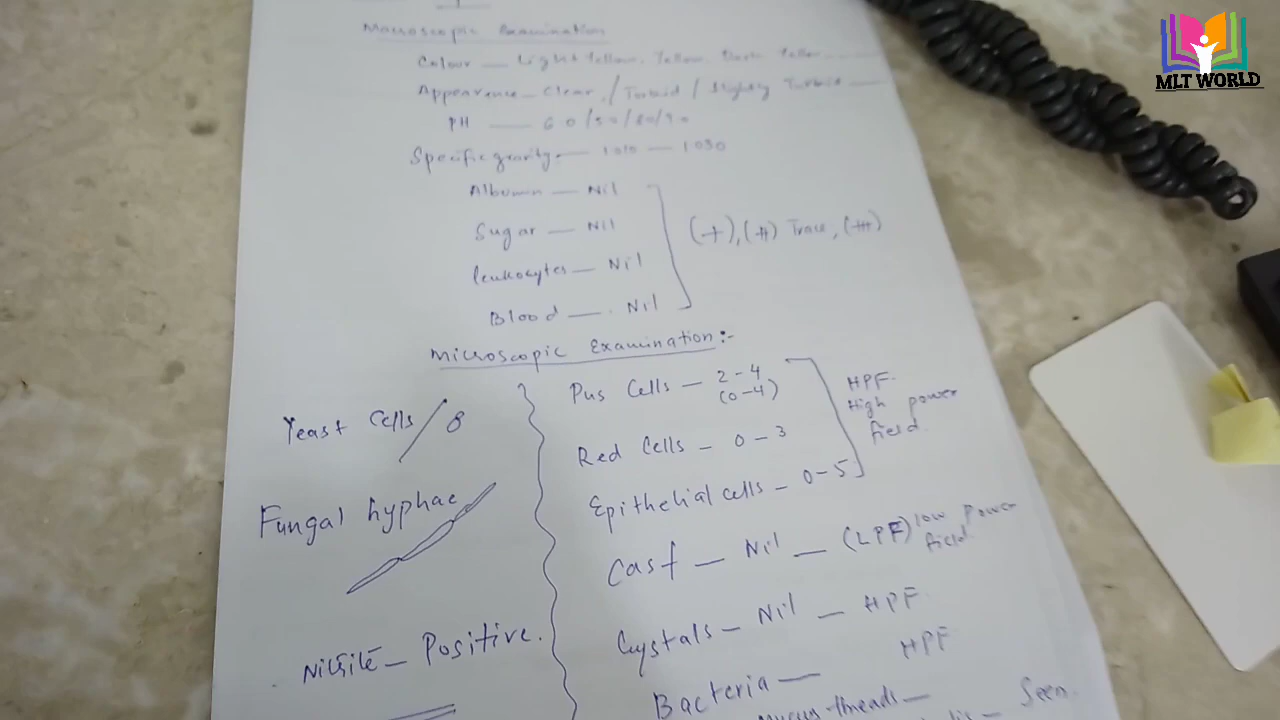 MLT WORLD
Macroscopic Examination
Colour — Light Yellow, Yellow, Dark Yellow
Appearence — Clear / Turbid / Slightly Turbid
PH — 6.0/5.0/8.0/7.0
Specific gravity — 1010 — 1030
Albumin — Nil
Sugar — Nil
leukocytes — Nil
Blood — Nil
(+), (++) Trace, (+++)
Microscopic Examination :-
Pus Cells — 2-4
(0-4)
Red Cells — 0-3
Epithelial cells — 0-5
HPF.
High power
field.
Cast — Nil — (LPF) low power
field.
Crystals — Nil — HPF.
Bacteria — HPF
Mucus threads —
Seen.
Yeast Cells / 8
Fungal hyphae
Nitrite — Positive.